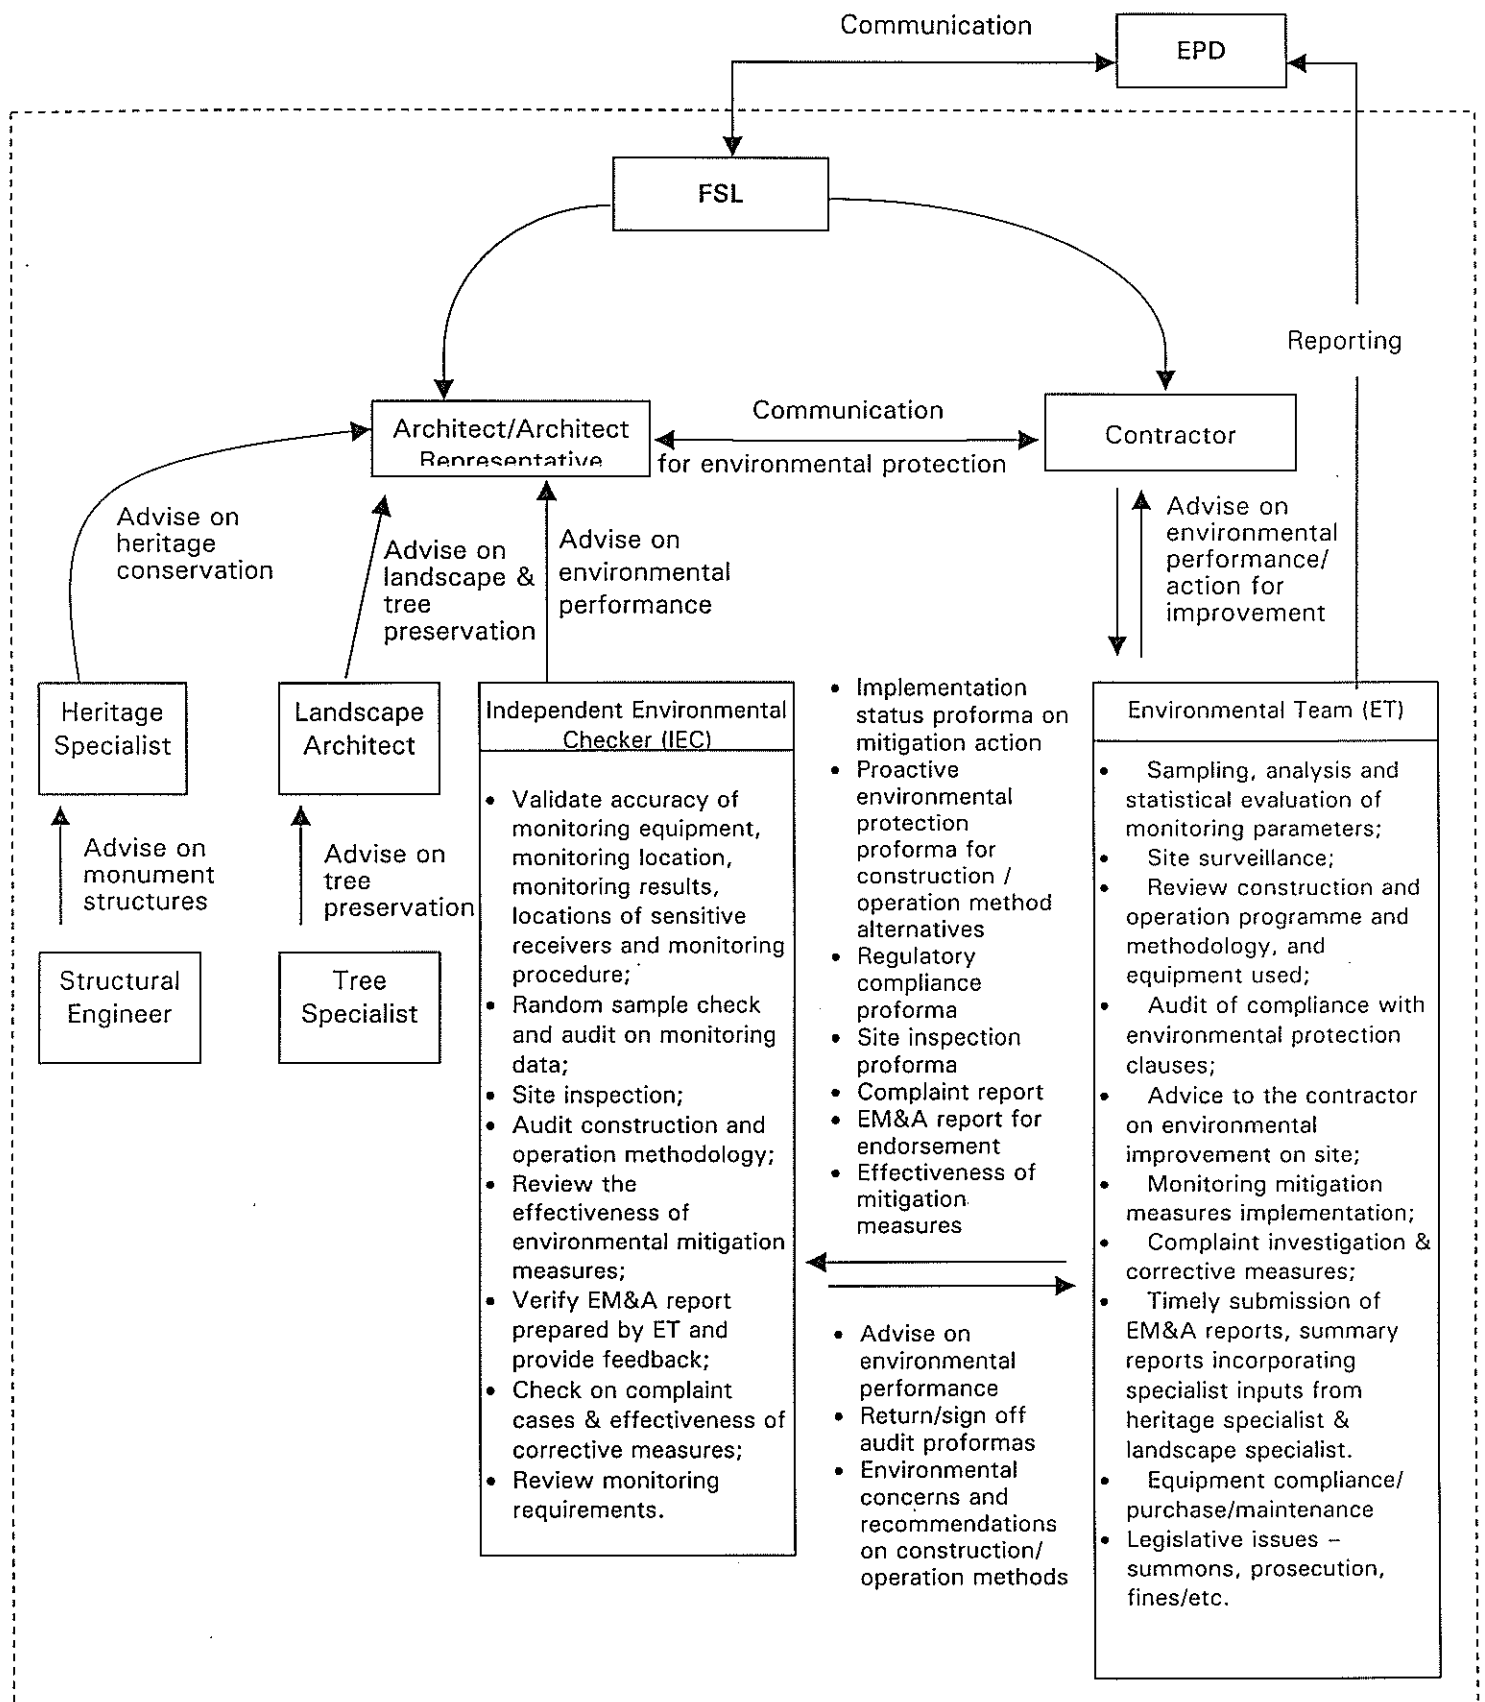 Communication
EPD
FSL
Reporting
Architect/Architect
Representative
Communication
for environmental protection
Contractor
Advise on
heritage
conservation
Advise on
landscape &
tree
preservation
Advise on
environmental
performance
Advise on
environmental
performance/
action for
improvement
Heritage
Specialist
Landscape
Architect
Advise on
monument
structures
Advise on
tree
preservation
Structural
Engineer
Tree
Specialist
Independent Environmental
Checker (IEC)
• Validate accuracy of
monitoring equipment,
monitoring location,
monitoring results,
locations of sensitive
receivers and monitoring
procedure;
• Random sample check
and audit on monitoring
data;
• Site inspection;
• Audit construction and
operation methodology;
• Review the
effectiveness of
environmental mitigation
measures;
• Verify EM&A report
prepared by ET and
provide feedback;
• Check on complaint
cases & effectiveness of
corrective measures;
• Review monitoring
requirements.
• Implementation
status proforma on
mitigation action
• Proactive
environmental
protection
proforma for
construction /
operation method
alternatives
• Regulatory
compliance
proforma
• Site inspection
proforma
• Complaint report
• EM&A report for
endorsement
• Effectiveness of
mitigation
measures
• Advise on
environmental
performance
• Return/sign off
audit proformas
• Environmental
concerns and
recommendations
on construction/
operation methods
Environmental Team (ET)
• Sampling, analysis and
statistical evaluation of
monitoring parameters;
• Site surveillance;
• Review construction and
operation programme and
methodology, and
equipment used;
• Audit of compliance with
environmental protection
clauses;
• Advice to the contractor
on environmental
improvement on site;
• Monitoring mitigation
measures implementation;
• Complaint investigation &
corrective measures;
• Timely submission of
EM&A reports, summary
reports incorporating
specialist inputs from
heritage specialist &
landscape specialist.
• Equipment compliance/
purchase/maintenance
• Legislative issues –
summons, prosecution,
fines/etc.